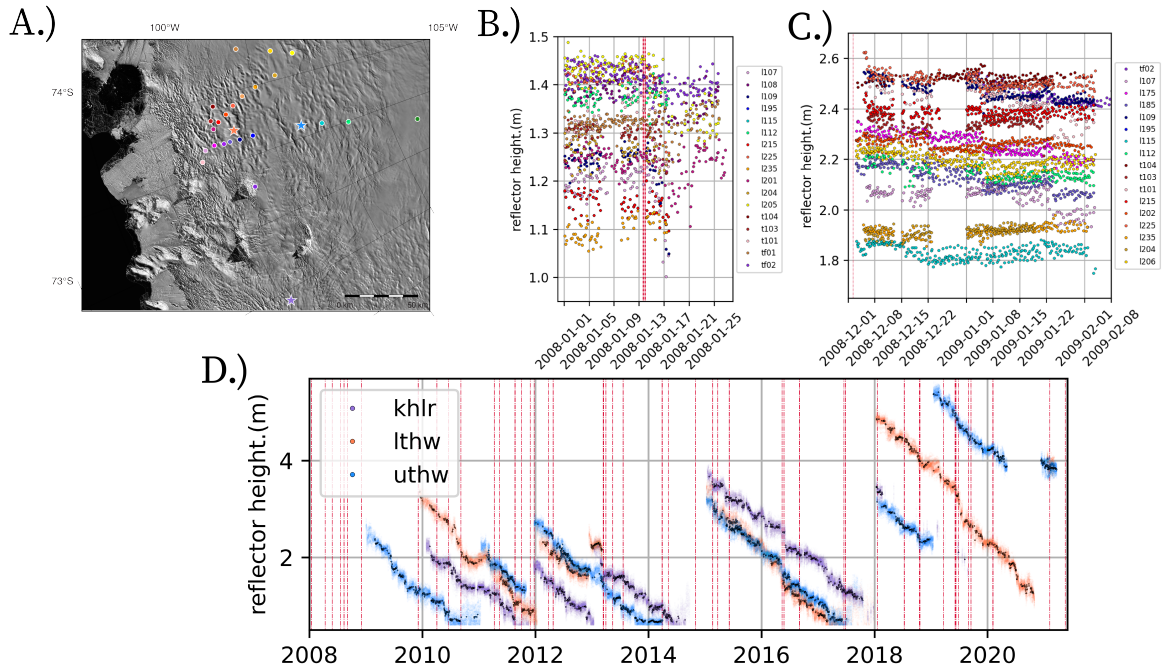 A.)
100°W
105°W
74°S
73°S
0 km
50 km
B.)
reflector height.(m)
1.5
1.4
1.3
1.2
1.1
1.0
2008-01-01
2008-01-05
2008-01-09
2008-01-13
2008-01-17
2008-01-21
2008-01-25
l107
l108
l109
l195
l115
l112
l215
l225
l235
l201
l204
l205
t104
t103
t101
tf01
tf02
C.)
reflector height.(m)
2.6
2.4
2.2
2.0
1.8
2008-12-01
2008-12-08
2008-12-15
2008-12-22
2009-01-01
2009-01-08
2009-01-15
2009-01-22
2009-02-01
2009-02-08
tf02
l107
l175
l185
l109
l195
l115
l112
t104
t103
t101
l215
l202
l225
l235
l204
l206
D.)
reflector height.(m)
4
2
khlr
lthw
uthw
2008
2010
2012
2014
2016
2018
2020